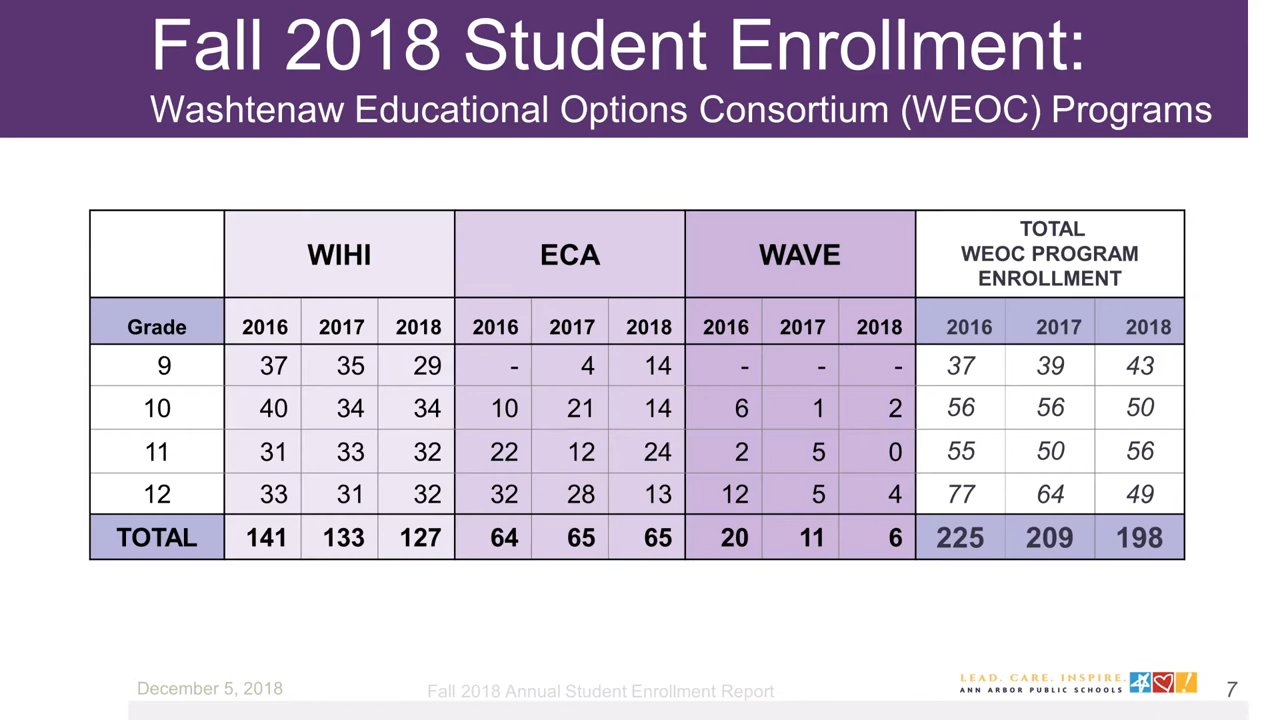 Fall 2018 Student Enrollment:
Washtenaw Educational Options Consortium (WEOC) Programs
WIHI ECA WAVE TOTAL WEOC PROGRAM ENROLLMENT
Grade 2016 2017 2018 2016 2017 2018 2016 2017 2018 2016 2017 2018
9 37 35 29 - 4 14 - - - 37 39 43
10 40 34 34 10 21 14 6 1 2 56 56 50
11 31 33 32 22 12 24 2 5 0 55 50 56
12 33 31 32 32 28 13 12 5 4 77 64 49
TOTAL 141 133 127 64 65 65 20 11 6 225 209 198
December 5, 2018
Fall 2018 Annual Student Enrollment Report
LEAD. CARE. INSPIRE.
ANN ARBOR PUBLIC SCHOOLS
7